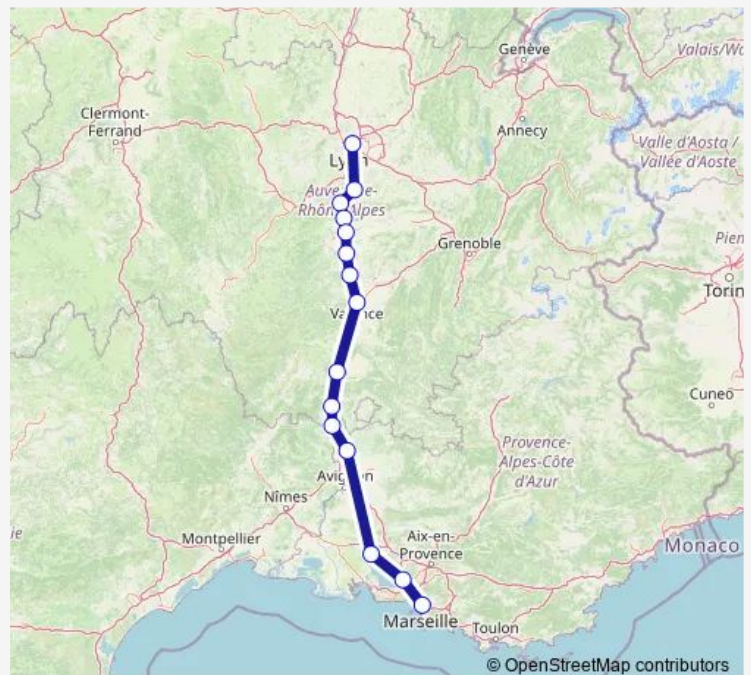 Genève
Valais/Wa
Clermont-
Ferrand
Annecy
Valle d'Aosta /
Vallée d'Aoste
Lyon
Rhône-Alpes
Grenoble
Pien
Torin
Valence
Cuneo
Provence-
Alpes-Côte
d'Azur
Avignon
Nîmes
ie
Montpellier
Aix-en-
Provence
Monaco
Marseille
Toulon
© OpenStreetMap contributors